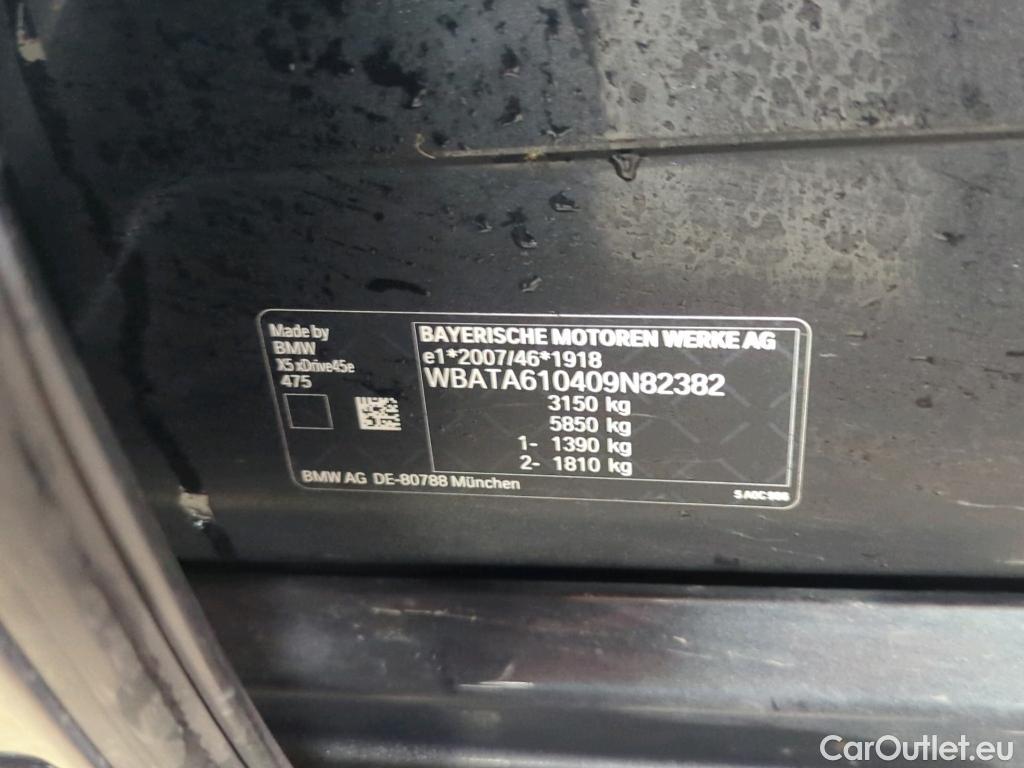 Made by
BMW
X5 xDrive45e
475
BAYERISCHE MOTOREN WERKE AG
e1*2007/46*1918
WBATA610409N82382
3150 kg
5850 kg
1- 1390 kg
2- 1810 kg
BMW AG DE-80788 München
CarOutlet.eu